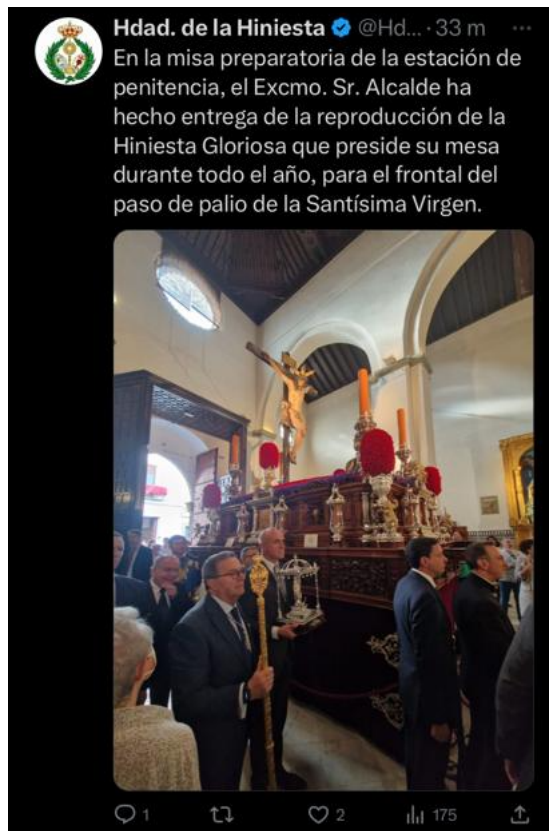 Hdad. de la Hiniesta @Hd... · 33 m ...
En la misa preparatoria de la estación de
penitencia, el Excmo. Sr. Alcalde ha
hecho entrega de la reproducción de la
Hiniesta Gloriosa que preside su mesa
durante todo el año, para el frontal del
paso de palio de la Santísima Virgen.
1 2 175